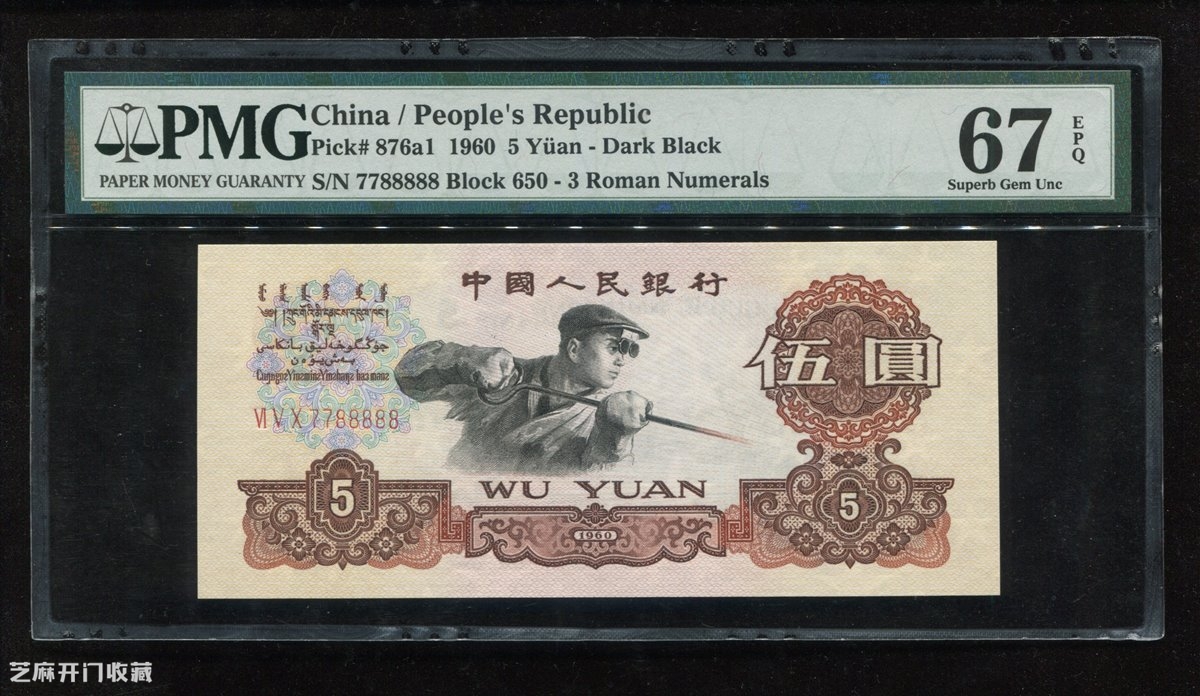 PMG
PAPER MONEY GUARANTY
China / People's Republic
Pick# 876a1 1960 5 Yüan - Dark Black
S/N 7788888 Block 650 - 3 Roman Numerals
67
EPQ
Superb Gem Unc
中國人民銀行
Ⅵ Ⅴ Ⅹ 7788888
伍圓
WU YUAN
5
5
1960
芝麻开门收藏